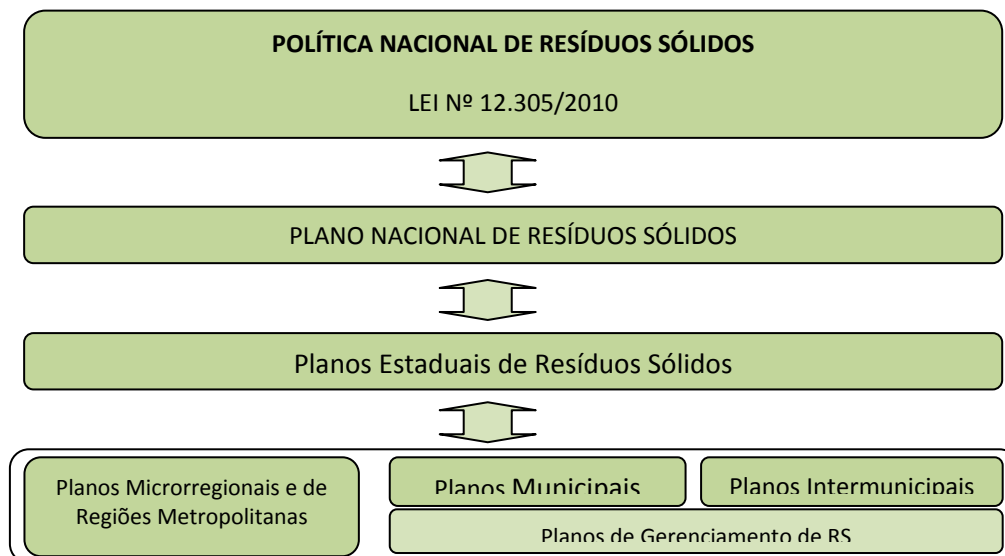 POLÍTICA NACIONAL DE RESÍDUOS SÓLIDOS
LEI Nº 12.305/2010
PLANO NACIONAL DE RESÍDUOS SÓLIDOS
Planos Estaduais de Resíduos Sólidos
Planos Microrregionais e de
Regiões Metropolitanas
Planos Municipais
Planos Intermunicipais
Planos de Gerenciamento de RS